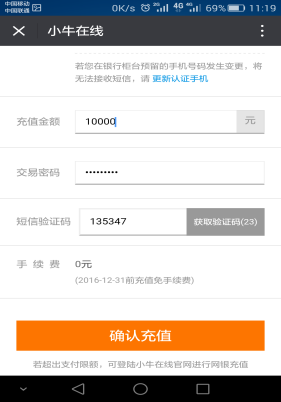 中国移动
中国联通
0K/s
4G
4G
69%
11:19
小牛在线
若您在银行柜台预留的手机号码发生变更，将
无法接收短信，请 更新认证手机
充值金额 10000 元
交易密码 •••••••••
短信验证码 135347 获取验证码(23)
手续费 0元
(2016-12-31前充值免手续费)
确认充值
若超出支付限额，可登陆小牛在线官网进行网银充值